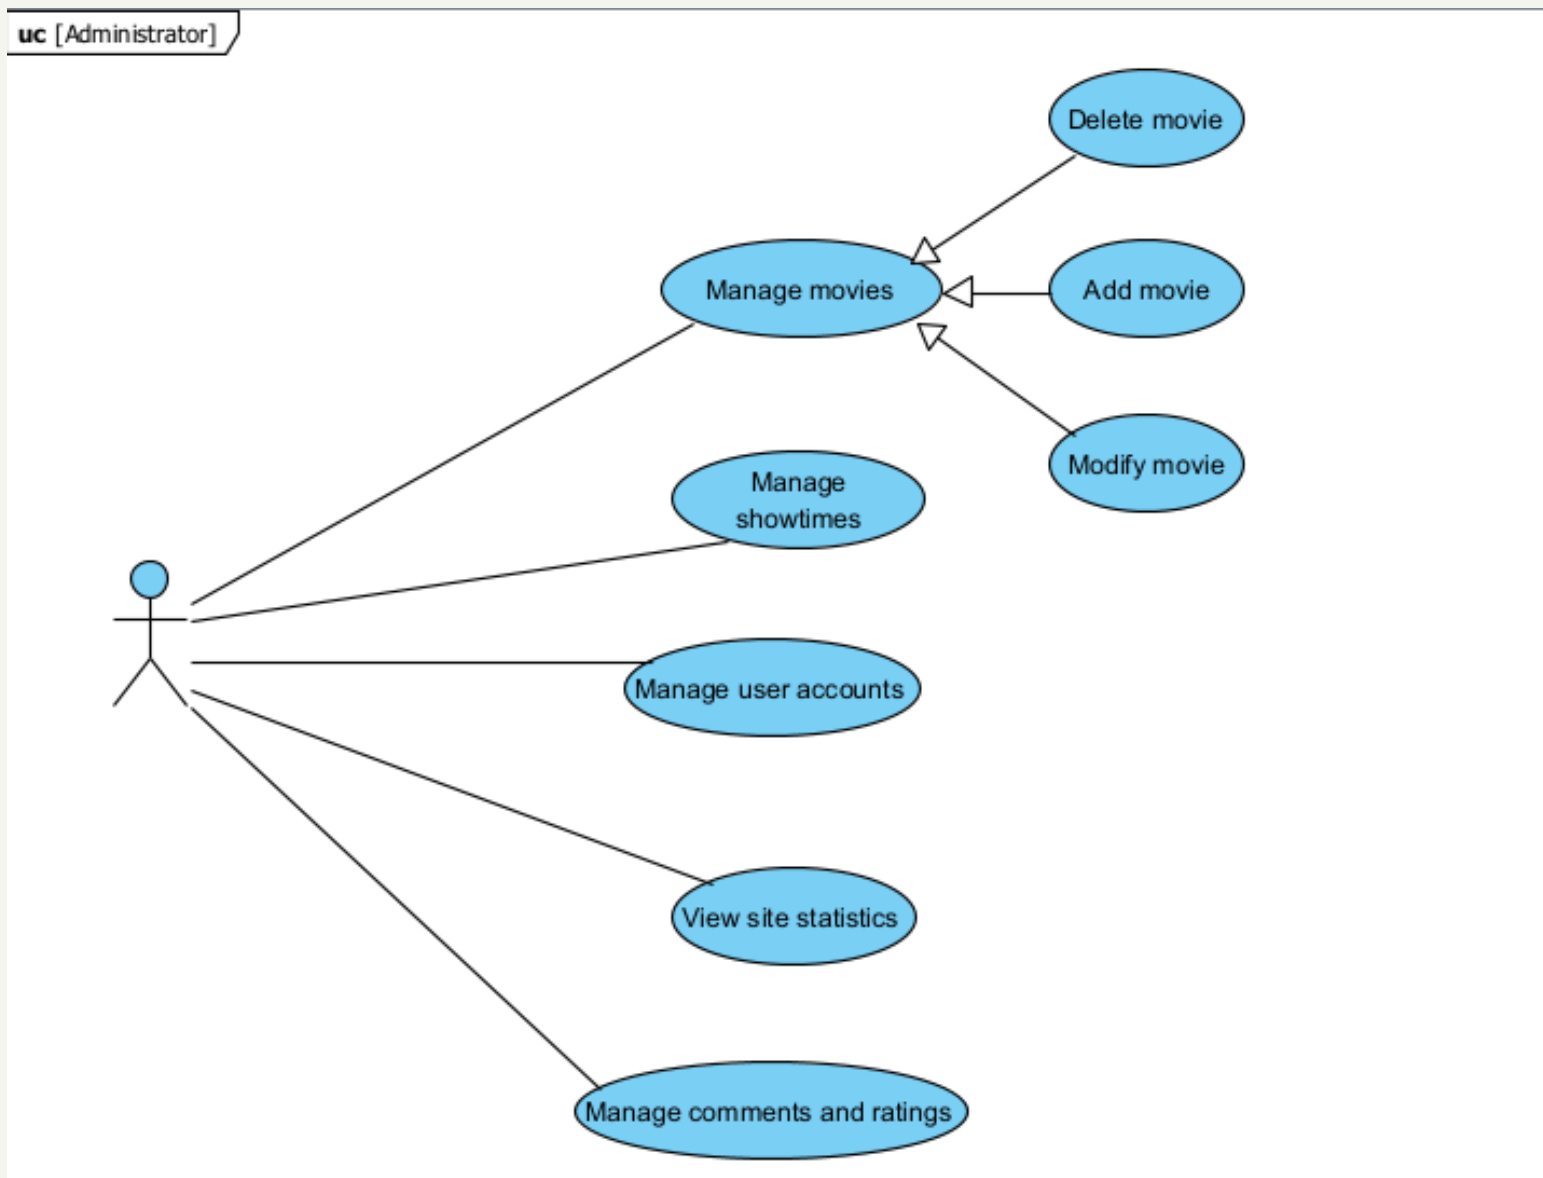 uc [Administrator]
Delete movie
Manage movies
Add movie
Modify movie
Manage
showtimes
Manage user accounts
View site statistics
Manage comments and ratings